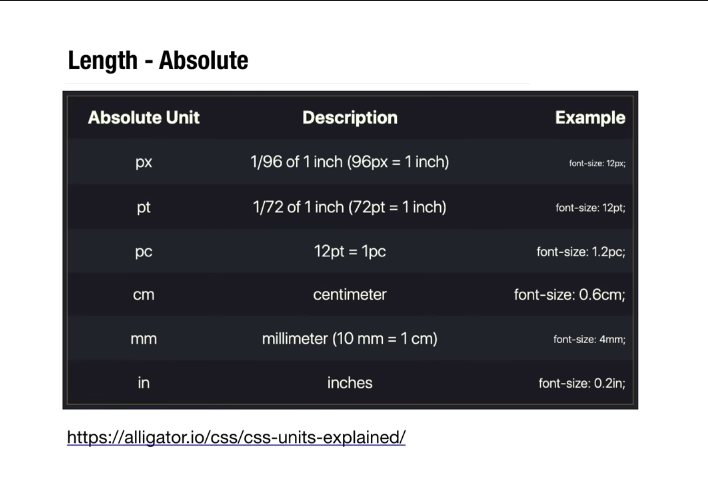 Length - Absolute
Absolute Unit Description Example
px 1/96 of 1 inch (96px = 1 inch) font-size: 12px;
pt 1/72 of 1 inch (72pt = 1 inch) font-size: 12pt;
pc 12pt = 1pc font-size: 1.2pc;
cm centimeter font-size: 0.6cm;
mm millimeter (10 mm = 1 cm) font-size: 4mm;
in inches font-size: 0.2in;
https://alligator.io/css/css-units-explained/